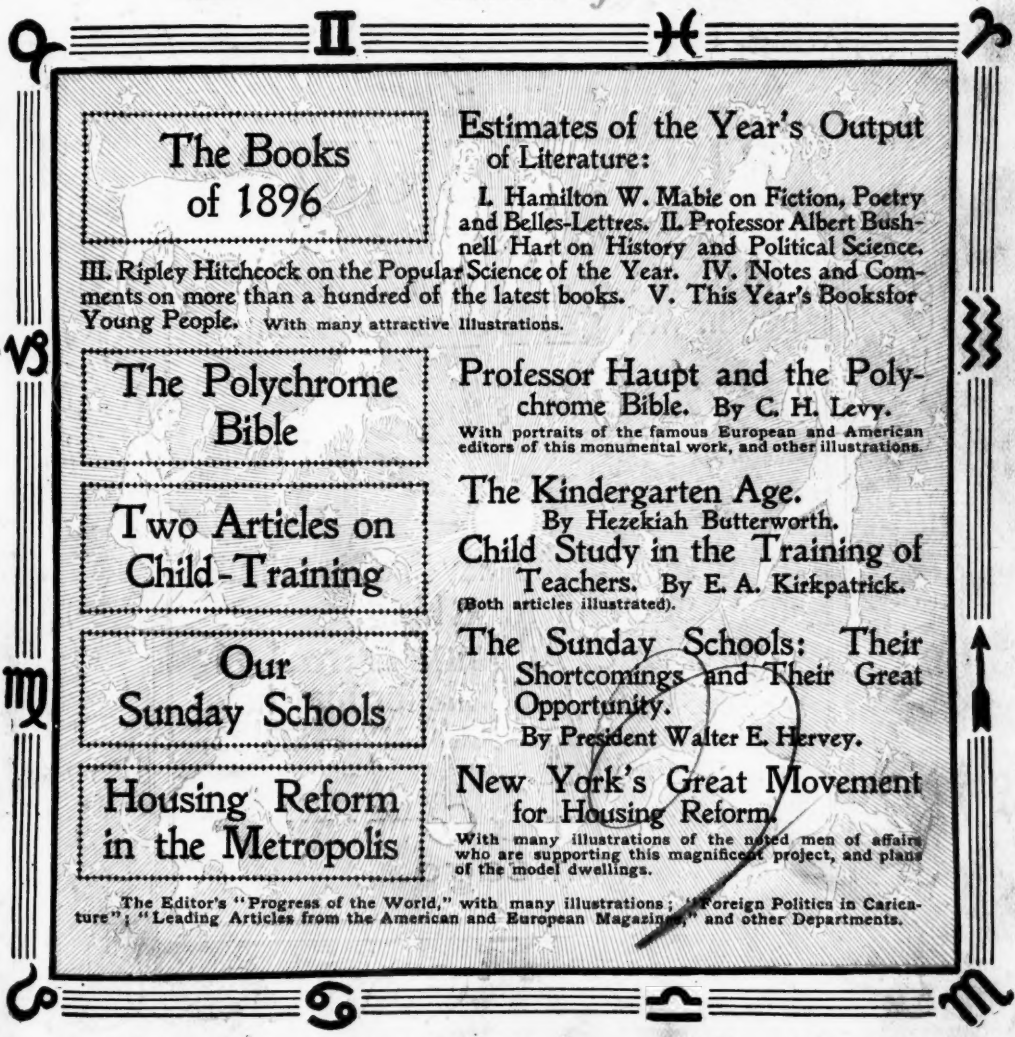 The Books
of 1896
Estimates of the Year's Output
of Literature:
I. Hamilton W. Mabie on Fiction, Poetry
and Belles-Lettres. II. Professor Albert Bush-
nell Hart on History and Political Science.
III. Ripley Hitchcock on the Popular Science of the Year. IV. Notes and Com-
ments on more than a hundred of the latest books. V. This Year's Books for
Young People. With many attractive Illustrations.
The Polychrome
Bible
Professor Haupt and the Poly-
chrome Bible. By C. H. Levy.
With portraits of the famous European and American
editors of this monumental work, and other illustrations.
Two Articles on
Child-Training
The Kindergarten Age.
By Hezekiah Butterworth.
Child Study in the Training of
Teachers. By E. A. Kirkpatrick.
(Both articles illustrated).
Our
Sunday Schools
The Sunday Schools: Their
Shortcomings and Their Great
Opportunity.
By President Walter E. Hervey.
Housing Reform
in the Metropolis
New York's Great Movement
for Housing Reform.
With many illustrations of the noted men of affairs
who are supporting this magnificent project, and plans
of the model dwellings.
The Editor's "Progress of the World," with many illustrations; "Foreign Politics in Carica-
ture"; "Leading Articles from the American and European Magazines," and other Departments.